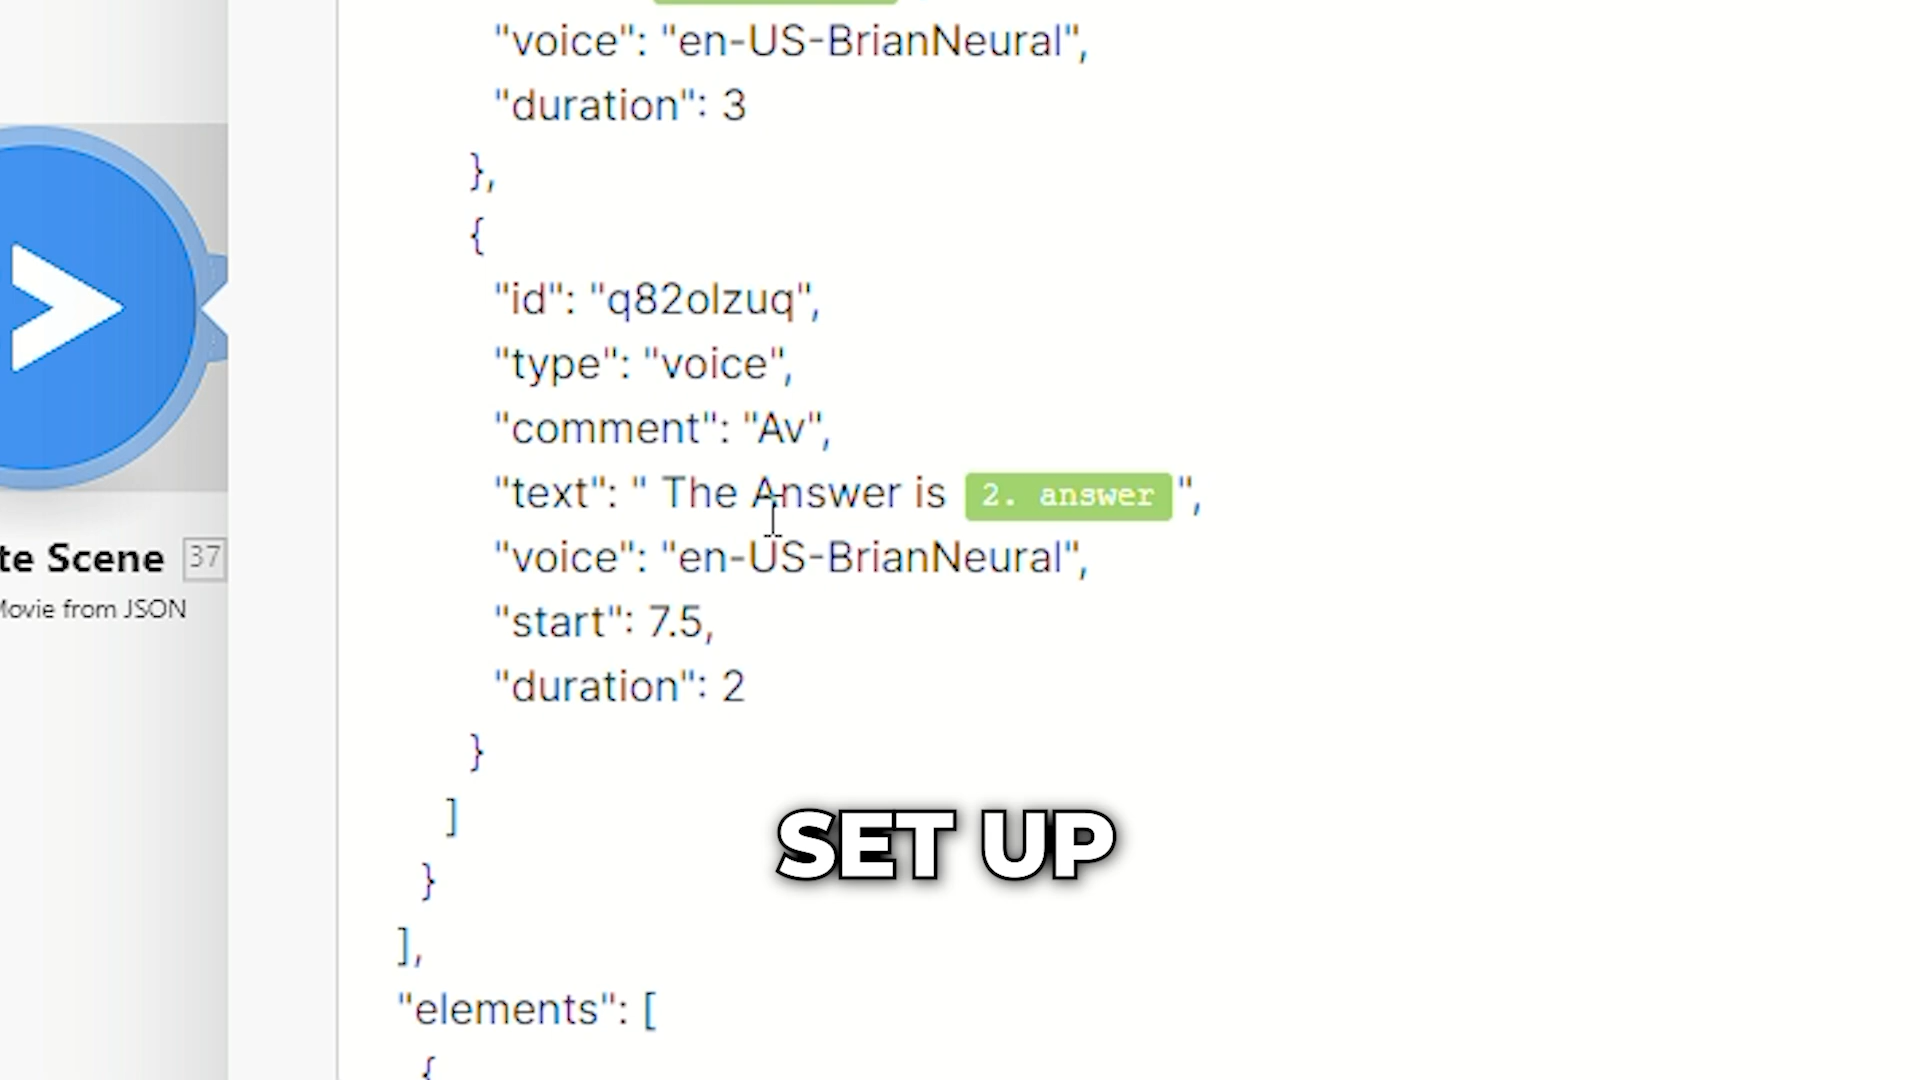 "voice": "en-US-BrianNeural",
"duration": 3
},
{
"id": "q82olzuq",
"type": "voice",
"comment": "Av",
"text": " The Answer is 2. answer ",
"voice": "en-US-BrianNeural",
"start": 7.5,
"duration": 2
}
]
}
],
"elements": [
{
te Scene 37
Movie from JSON
SET UP